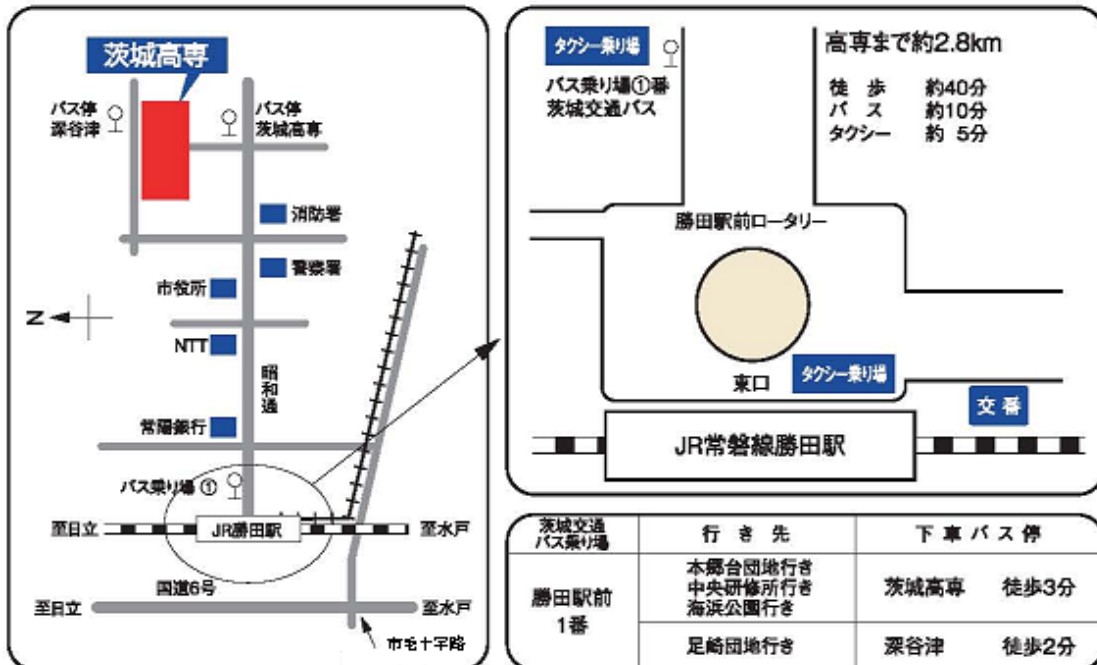 茨城高専
バス停
深谷津
バス停
茨城高専
消防署
警察署
市役所
N
NTT
昭和通
常陽銀行
バス乗り場 ①
至日立
JR勝田駅
至水戸
国道6号
至日立
至水戸
市毛十字路
タクシー乗り場
バス乗り場①番
茨城交通バス
高専まで約2.8km
徒 歩 約40分
バ ス 約10分
タクシー 約 5分
勝田駅前ロータリー
東口
タクシー乗り場
交番
JR常磐線勝田駅
茨城交通
バス乗り場
行 き 先
下 車 バ ス 停
勝田駅前
1番
本郷台団地行き
中央研修所行き
海浜公園行き
茨城高専 徒歩3分
足崎団地行き
深谷津 徒歩2分